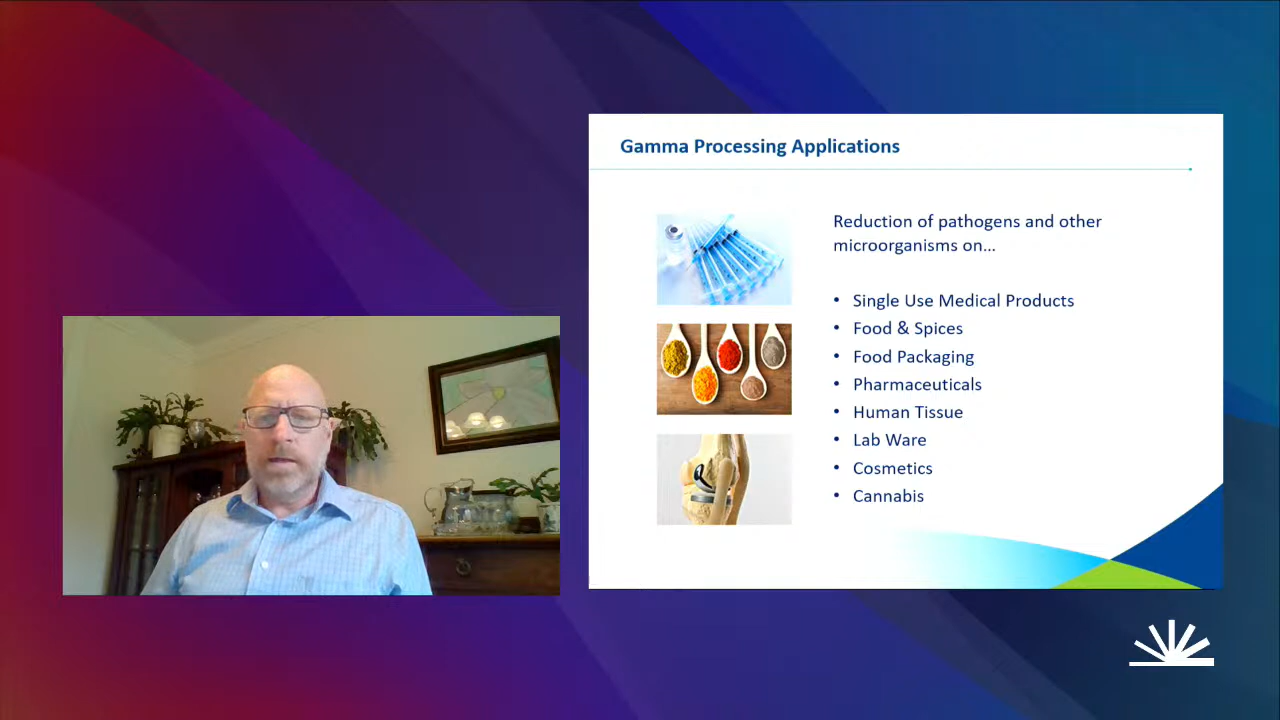 Gamma Processing Applications
Reduction of pathogens and other
microorganisms on...
• Single Use Medical Products
• Food & Spices
• Food Packaging
• Pharmaceuticals
• Human Tissue
• Lab Ware
• Cosmetics
• Cannabis